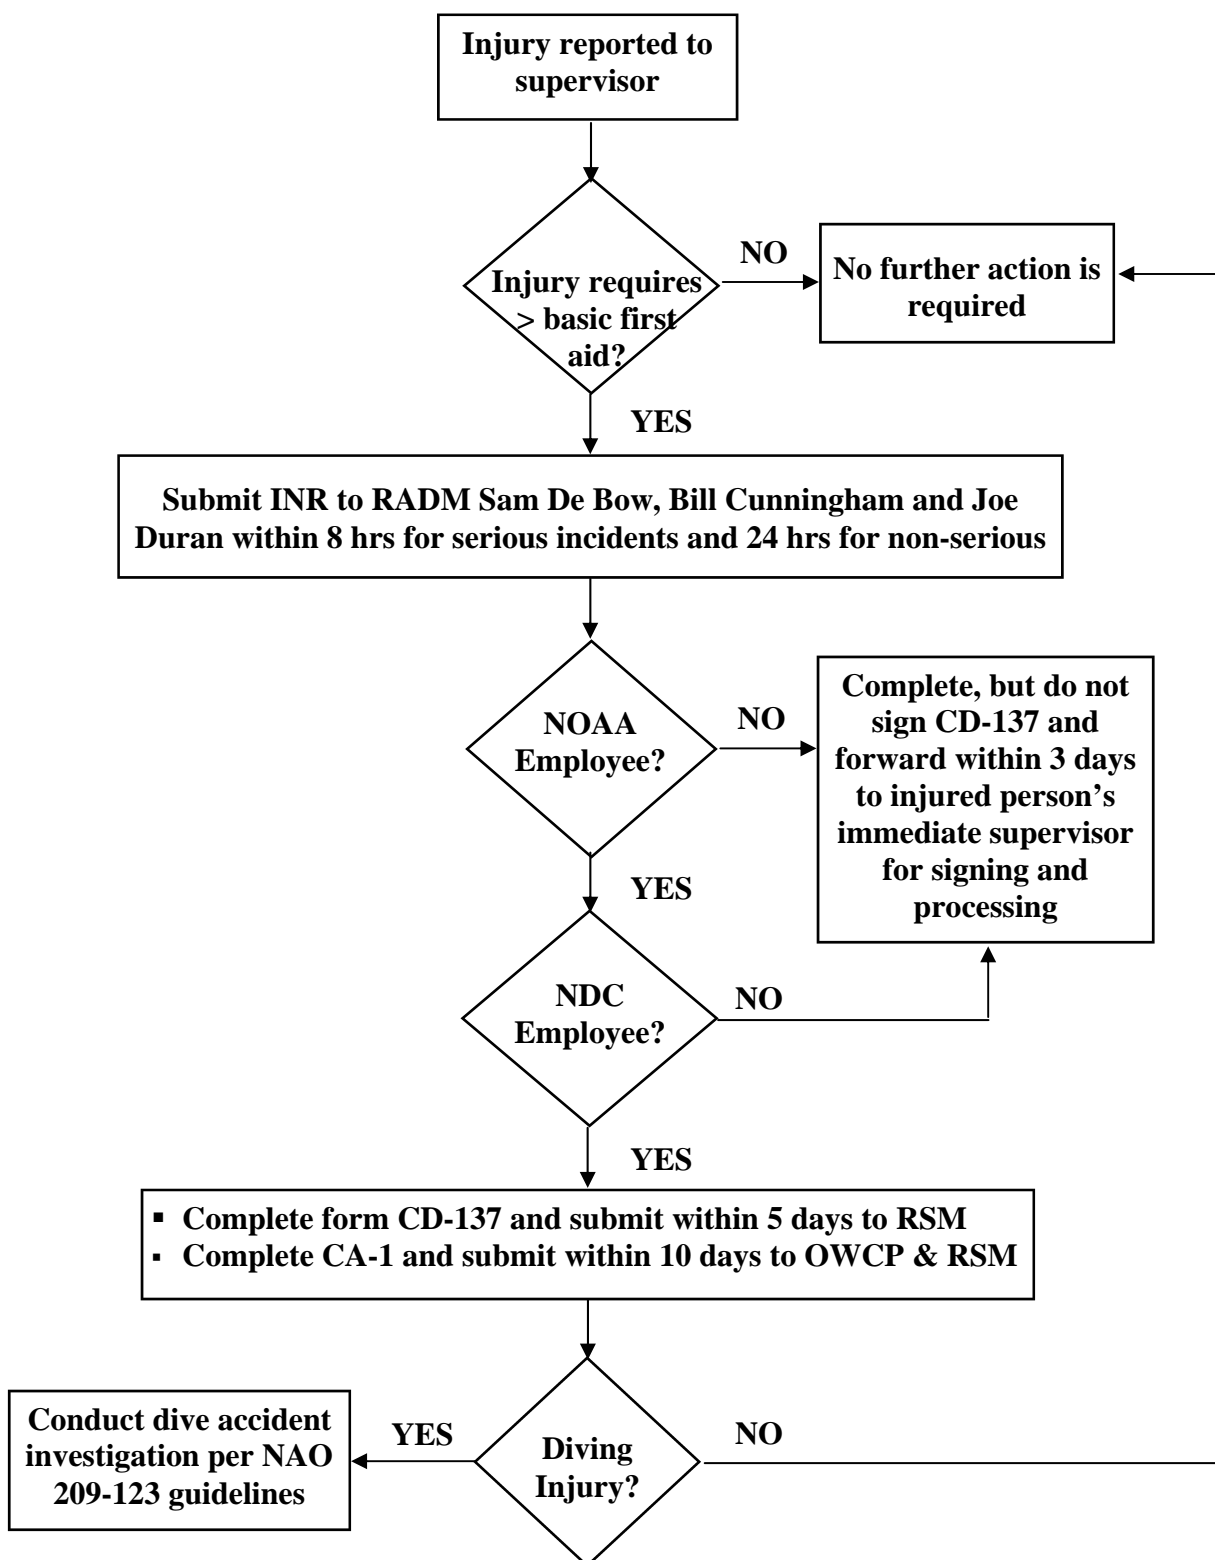 Injury reported to
supervisor
NO
Injury requires
> basic first
aid?
No further action is
required
YES
Submit INR to RADM Sam De Bow, Bill Cunningham and Joe
Duran within 8 hrs for serious incidents and 24 hrs for non-serious
NOAA
Employee?
NO
Complete, but do not
sign CD-137 and
forward within 3 days
to injured person’s
immediate supervisor
for signing and
processing
YES
NDC
Employee?
NO
YES
▪ Complete form CD-137 and submit within 5 days to RSM
▪ Complete CA-1 and submit within 10 days to OWCP & RSM
Conduct dive accident
investigation per NAO
209-123 guidelines
YES
Diving
Injury?
NO